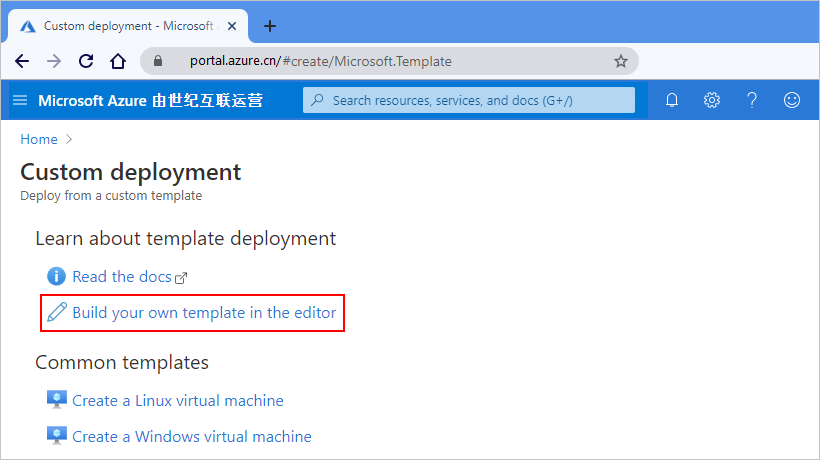 Custom deployment - Microsoft
portal.azure.cn/#create/Microsoft.Template
Microsoft Azure 由世纪互联运营
Search resources, services, and docs (G+/)
Home
Custom deployment
Deploy from a custom template
Learn about template deployment
Read the docs
Build your own template in the editor
Common templates
Create a Linux virtual machine
Create a Windows virtual machine